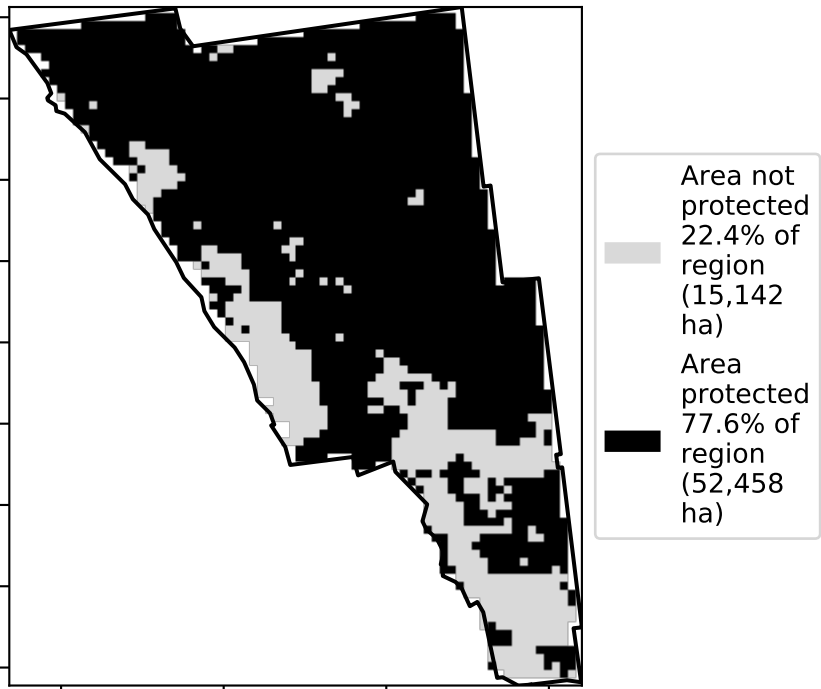 Area not
protected
22.4% of
region
(15,142
ha)
Area
protected
77.6% of
region
(52,458
ha)